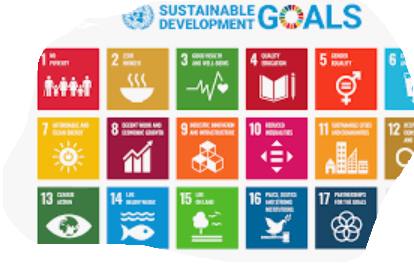 SUSTAINABLE
DEVELOPMENT
GOALS
1 NO
POVERTY
2 ZERO
HUNGER
3 GOOD HEALTH
AND WELL-BEING
4 QUALITY
EDUCATION
5 GENDER
EQUALITY
6
7 AFFORDABLE AND
CLEAN ENERGY
8 DECENT WORK AND
ECONOMIC GROWTH
9 INDUSTRY, INNOVATION
AND INFRASTRUCTURE
10 REDUCED
INEQUALITIES
11 SUSTAINABLE CITIES
AND COMMUNITIES
12
13 CLIMATE
ACTION
14 LIFE
BELOW WATER
15 LIFE
ON LAND
16 PEACE, JUSTICE
AND STRONG
INSTITUTIONS
17 PARTNERSHIPS
FOR THE GOALS